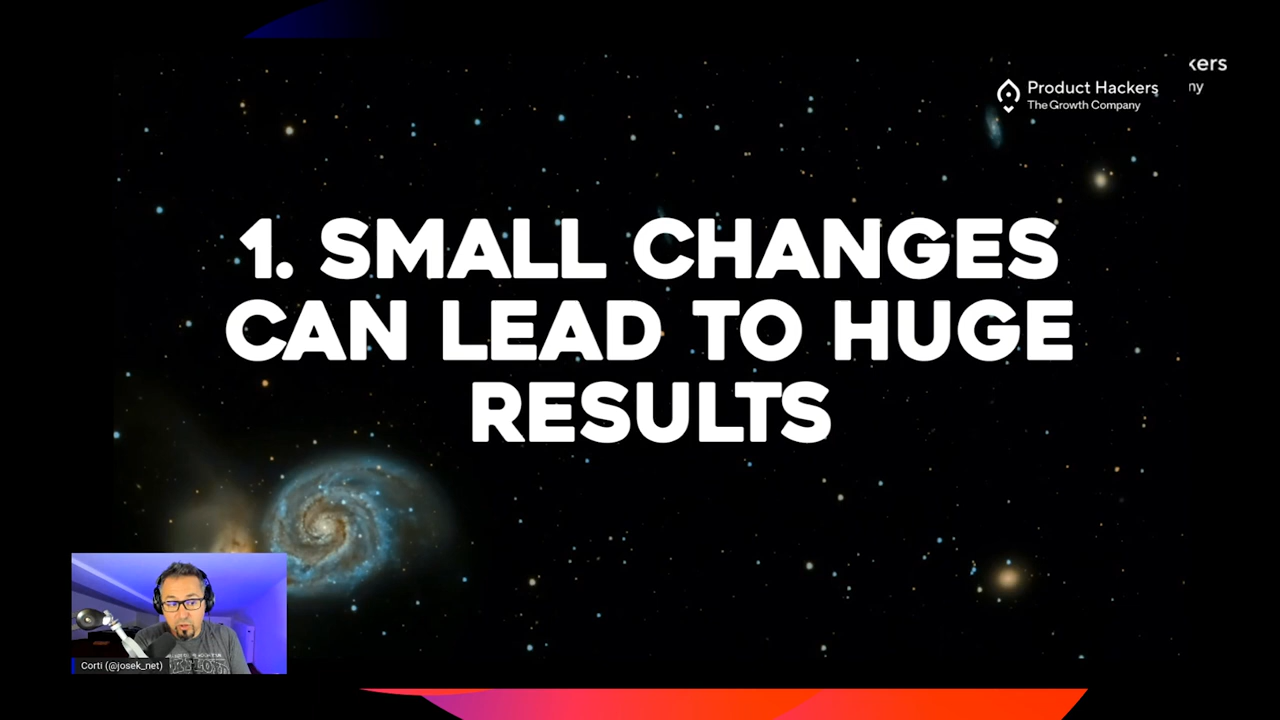 kers
ny
Product Hackers
The Growth Company
1. SMALL CHANGES
CAN LEAD TO HUGE
RESULTS
Corti (@josek_net)